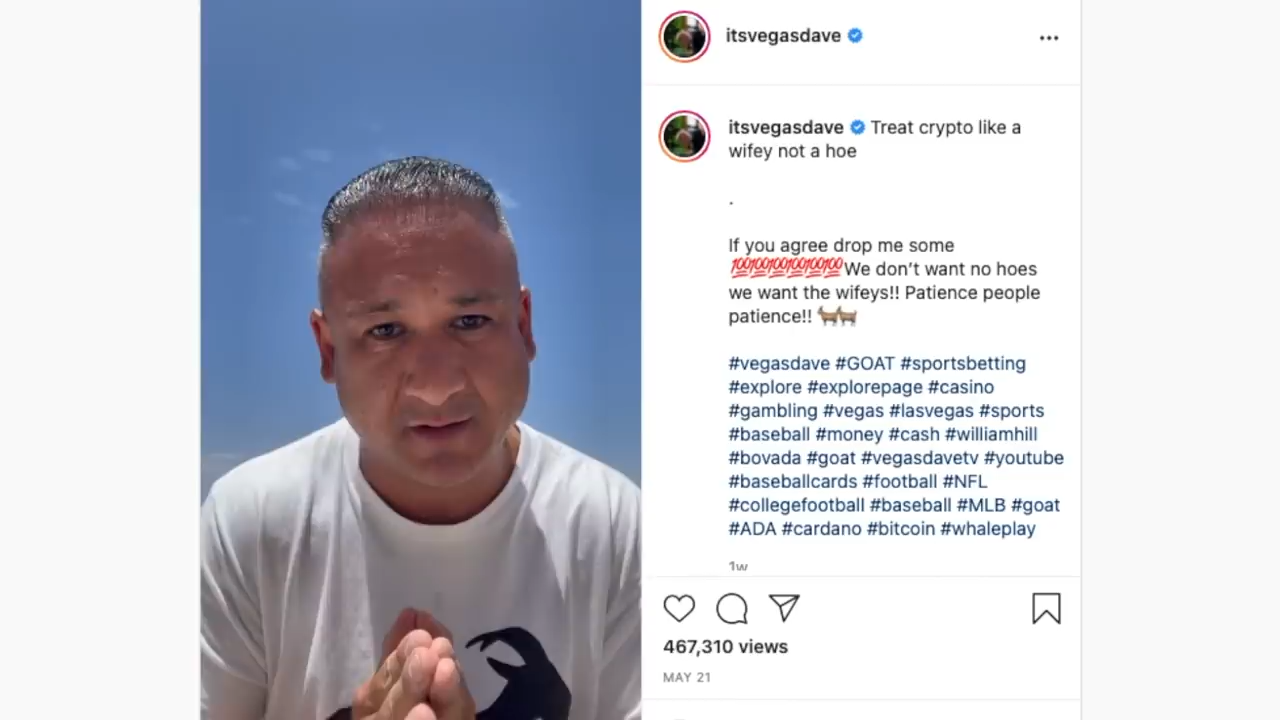 itsvegasdave
itsvegasdave Treat crypto like a
wifey not a hoe
.
If you agree drop me some
💯💯💯💯💯💯We don’t want no hoes
we want the wifeys!! Patience people
patience!! 🐐🐐
#vegasdave #GOAT #sportsbetting
#explore #explorepage #casino
#gambling #vegas #lasvegas #sports
#baseball #money #cash #williamhill
#bovada #goat #vegasdavetv #youtube
#baseballcards #football #NFL
#collegefootball #baseball #MLB #goat
#ADA #cardano #bitcoin #whaleplay
1w
467,310 views
MAY 21